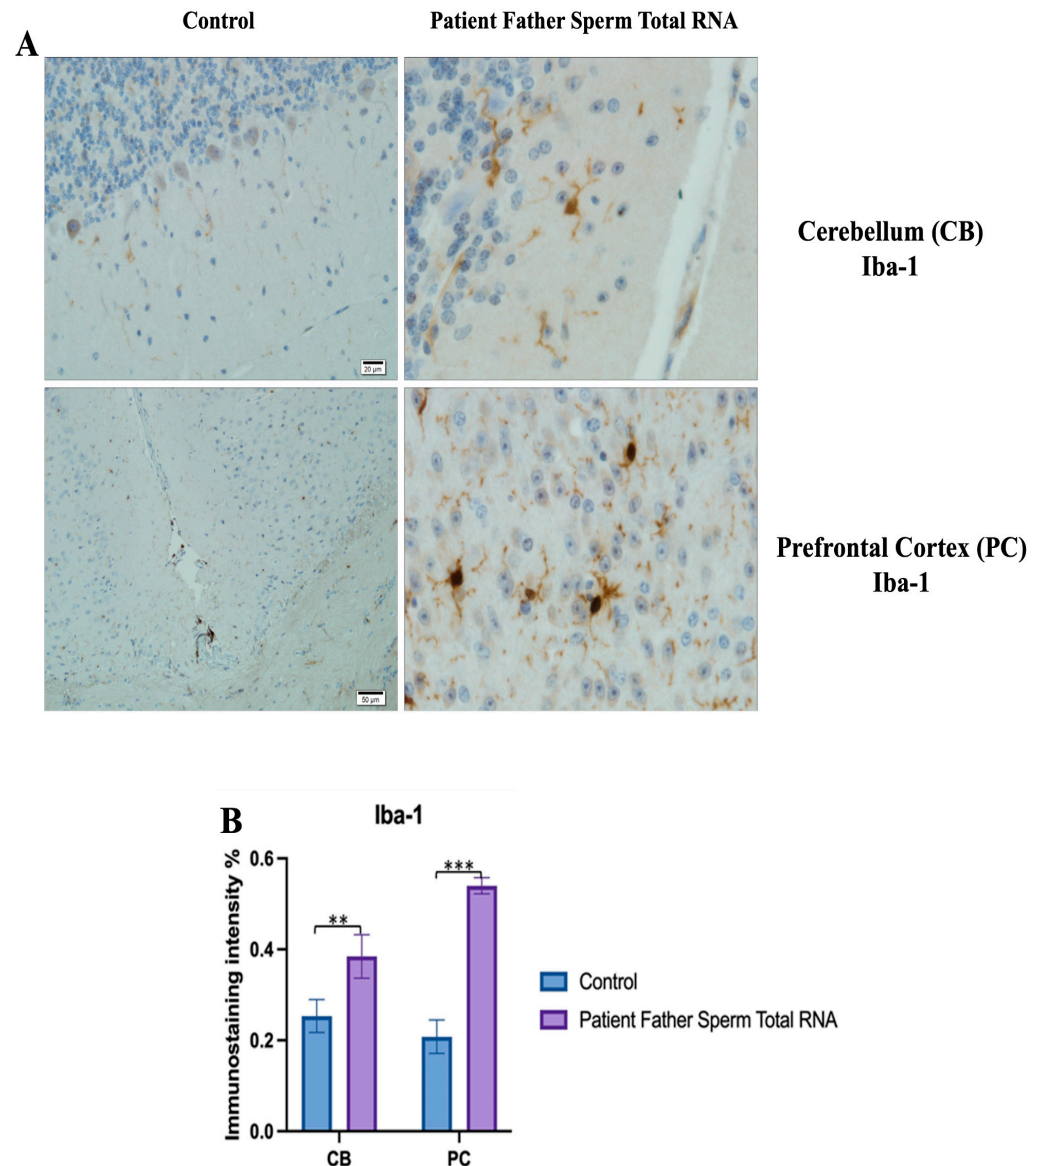 Control
Patient Father Sperm Total RNA
A
20 µm
Cerebellum (CB)
Iba-1
50 µm
Prefrontal Cortex (PC)
Iba-1
B
Iba-1
Immunostaining intensity %
0.6
0.4
0.2
0.0
**
***
CB
PC
Control
Patient Father Sperm Total RNA